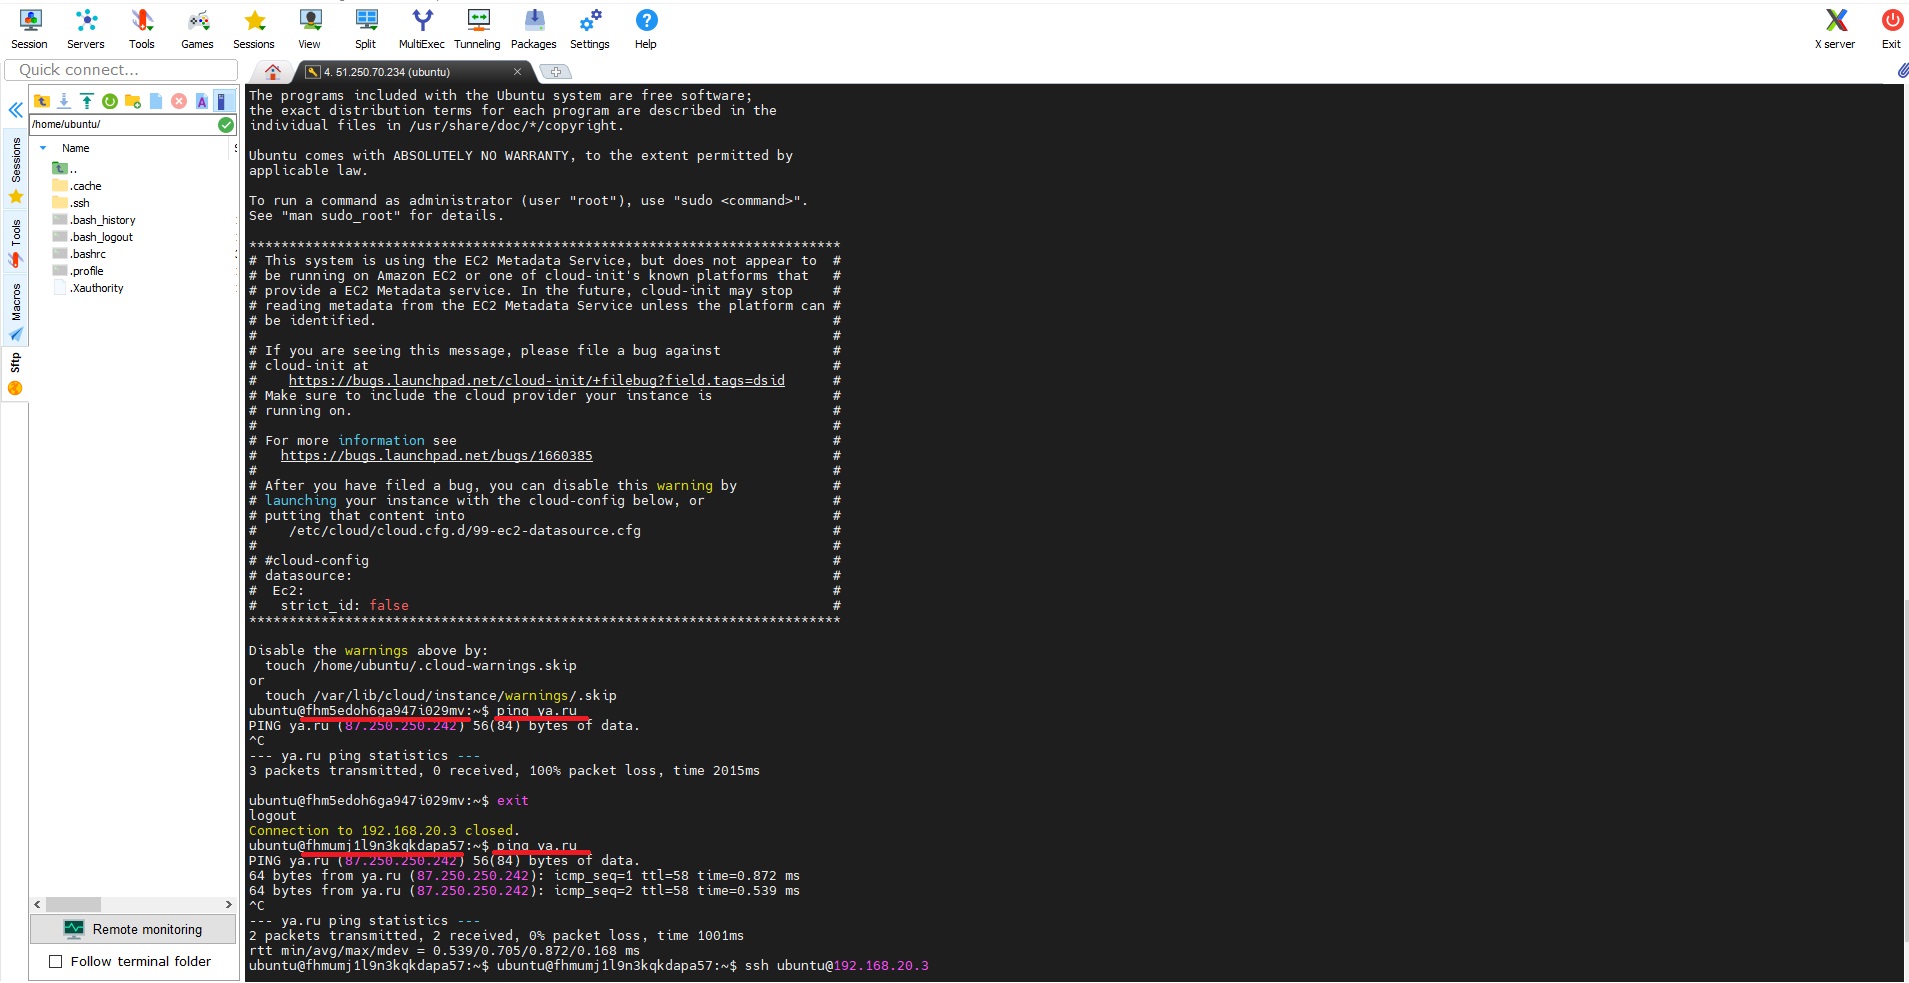 Session Servers Tools Games Sessions View Split MultiExec Tunneling Packages Settings Help X server Exit
Quick connect...
4. 51.250.70.234 (ubuntu)
/home/ubuntu/
Name
..
.cache
.ssh
.bash_history
.bash_logout
.bashrc
.profile
.Xauthority
Sessions
Tools
Macros
Sftp
Remote monitoring
Follow terminal folder
The programs included with the Ubuntu system are free software;
the exact distribution terms for each program are described in the
individual files in /usr/share/doc/*/copyright.
Ubuntu comes with ABSOLUTELY NO WARRANTY, to the extent permitted by
applicable law.
To run a command as administrator (user "root"), use "sudo <command>".
See "man sudo_root" for details.
**************************************************************************
# This system is using the EC2 Metadata Service, but does not appear to  #
# be running on Amazon EC2 or one of cloud-init's known platforms that   #
# provide a EC2 Metadata service. In the future, cloud-init may stop     #
# reading metadata from the EC2 Metadata Service unless the platform can #
# be identified.                                                         #
#                                                                        #
# If you are seeing this message, please file a bug against              #
# cloud-init at                                                          #
#    https://bugs.launchpad.net/cloud-init/+filebug?field.tags=dsid      #
# Make sure to include the cloud provider your instance is               #
# running on.                                                            #
#                                                                        #
# For more information see                                               #
#   https://bugs.launchpad.net/bugs/1660385                              #
#                                                                        #
# After you have filed a bug, you can disable this warning by            #
# launching your instance with the cloud-config below, or                #
# putting that content into                                              #
#    /etc/cloud/cloud.cfg.d/99-ec2-datasource.cfg                        #
#                                                                        #
# #cloud-config                                                          #
# datasource:                                                            #
#  Ec2:                                                                  #
#   strict_id: false                                                     #
**************************************************************************
Disable the warnings above by:
  touch /home/ubuntu/.cloud-warnings.skip
or
  touch /var/lib/cloud/instance/warnings/.skip
ubuntu@fhm5edoh6ga947i029mv:~$ ping ya.ru
PING ya.ru (87.250.250.242) 56(84) bytes of data.
^C
--- ya.ru ping statistics ---
3 packets transmitted, 0 received, 100% packet loss, time 2015ms
ubuntu@fhm5edoh6ga947i029mv:~$ exit
logout
Connection to 192.168.20.3 closed.
ubuntu@fhmumj1l9n3kqkdapa57:~$ ping ya.ru
PING ya.ru (87.250.250.242) 56(84) bytes of data.
64 bytes from ya.ru (87.250.250.242): icmp_seq=1 ttl=58 time=0.872 ms
64 bytes from ya.ru (87.250.250.242): icmp_seq=2 ttl=58 time=0.539 ms
^C
--- ya.ru ping statistics ---
2 packets transmitted, 2 received, 0% packet loss, time 1001ms
rtt min/avg/max/mdev = 0.539/0.705/0.872/0.168 ms
ubuntu@fhmumj1l9n3kqkdapa57:~$ ubuntu@fhmumj1l9n3kqkdapa57:~$ ssh ubuntu@192.168.20.3